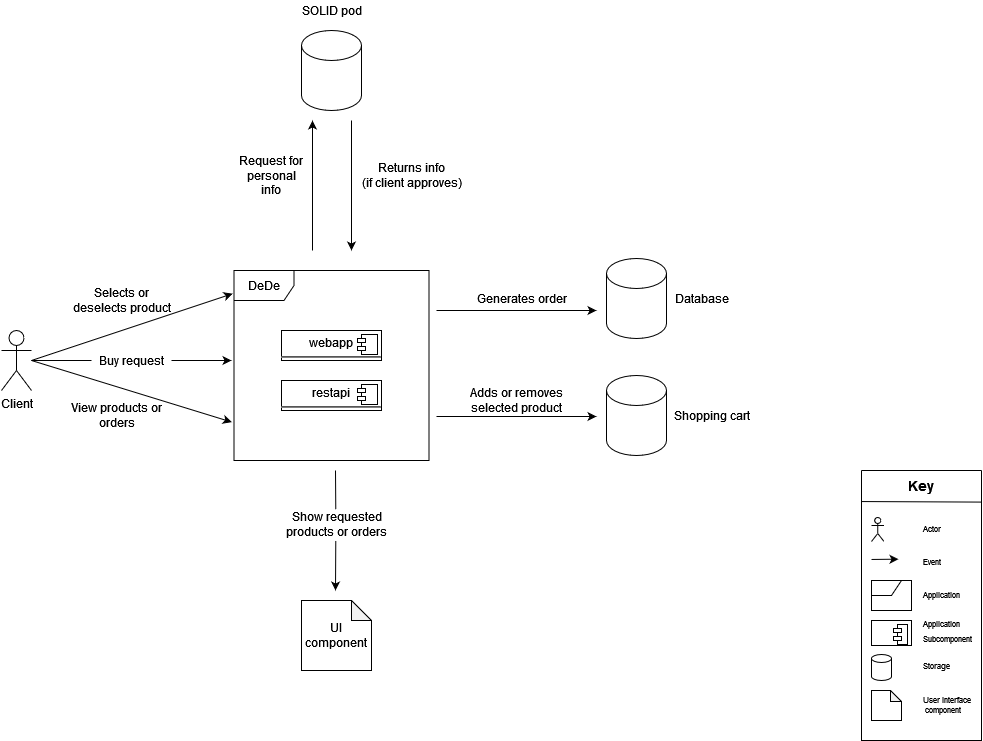 SOLID pod
Request for
personal
info
Returns info
(if client approves)
DeDe
Selects or
deselects product
Generates order
Database
webapp
Buy request
restapi
Adds or removes
selected product
Client
View products or
orders
Shopping cart
Show requested
products or orders
UI
component
Key
Actor
Event
Application
Application
Subcomponent
Storage
User interface
component